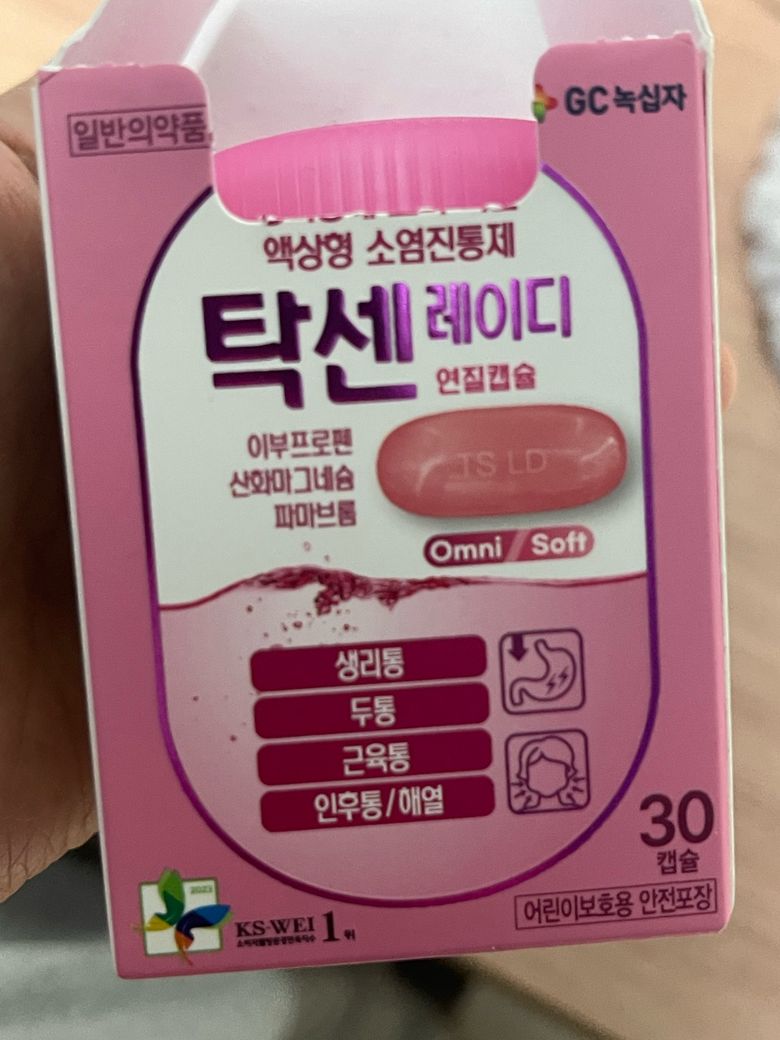 일반의약품
GC녹십자
액상형 소염진통제
탁센 레이디
연질캡슐
이부프로펜
산화마그네슘
파마브롬
TS LD
Omni / Soft
생리통
두통
근육통
인후통/해열
30
캡슐
어린이보호용 안전포장
2023
KS-WEI 1위